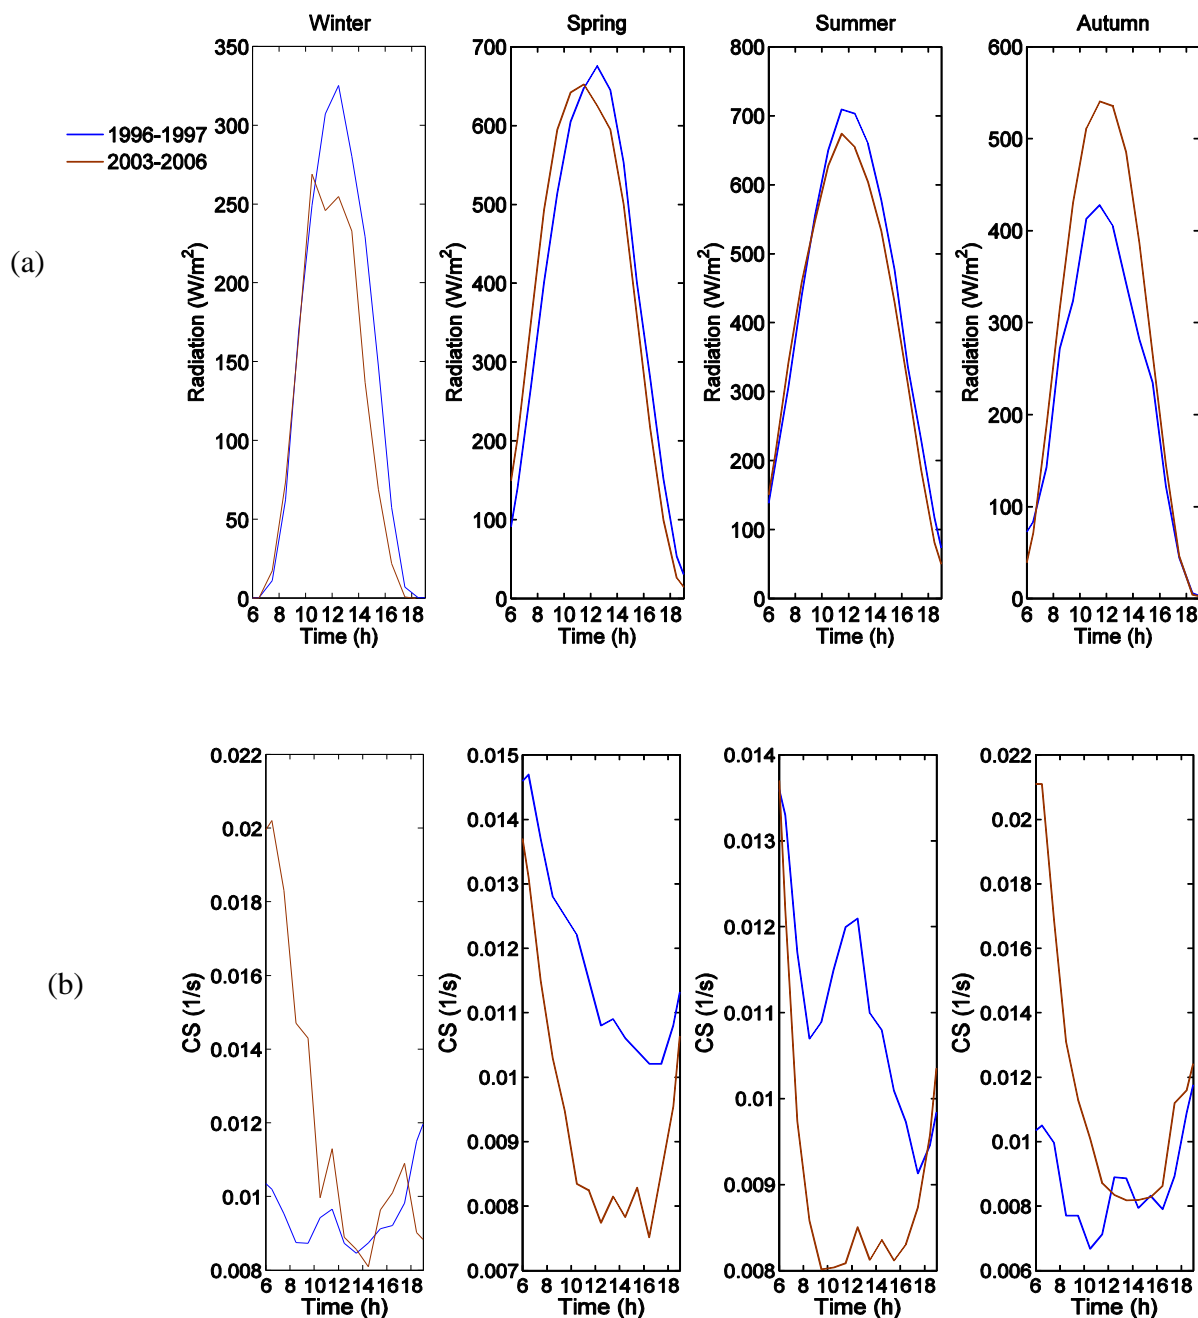 Winter Spring Summer Autumn
1996-1997
2003-2006
(a)
Radiation (W/m²)
350
300
250
200
150
100
50
0
6 8 10 12 14 16 18
Time (h)
Radiation (W/m²)
700
600
500
400
300
200
100
0
6 8 10 12 14 16 18
Time (h)
Radiation (W/m²)
800
700
600
500
400
300
200
100
0
6 8 10 12 14 16 18
Time (h)
Radiation (W/m²)
600
500
400
300
200
100
0
6 8 10 12 14 16 18
Time (h)
(b)
CS (1/s)
0.022
0.02
0.018
0.016
0.014
0.012
0.01
0.008
6 8 10 12 14 16 18
Time (h)
CS (1/s)
0.015
0.014
0.013
0.012
0.011
0.01
0.009
0.008
0.007
6 8 10 12 14 16 18
Time (h)
CS (1/s)
0.014
0.013
0.012
0.011
0.01
0.009
0.008
6 8 10 12 14 16 18
Time (h)
CS (1/s)
0.022
0.02
0.018
0.016
0.014
0.012
0.01
0.008
0.006
6 8 10 12 14 16 18
Time (h)